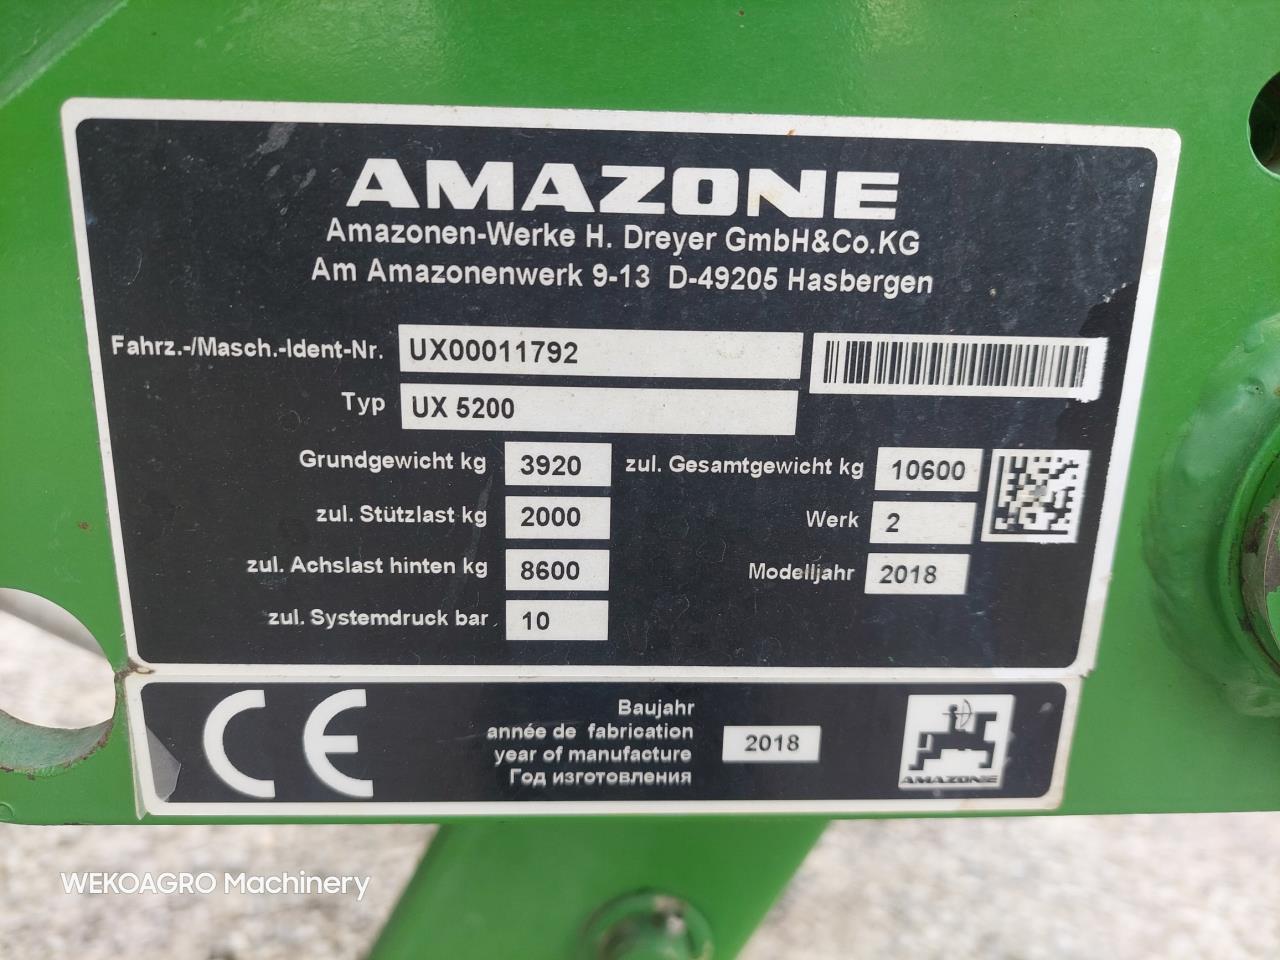 AMAZONE
Amazonen-Werke H. Dreyer GmbH&Co.KG
Am Amazonenwerk 9-13 D-49205 Hasbergen
Fahrz.-/Masch.-Ident-Nr. UX00011792
Typ UX 5200
Grundgewicht kg 3920 zul. Gesamtgewicht kg 10600
zul. Stützlast kg 2000 Werk 2
zul. Achslast hinten kg 8600 Modelljahr 2018
zul. Systemdruck bar 10
CE
Baujahr
année de fabrication
year of manufacture 2018
Год изготовления
AMAZONE
WEKOAGRO Machinery